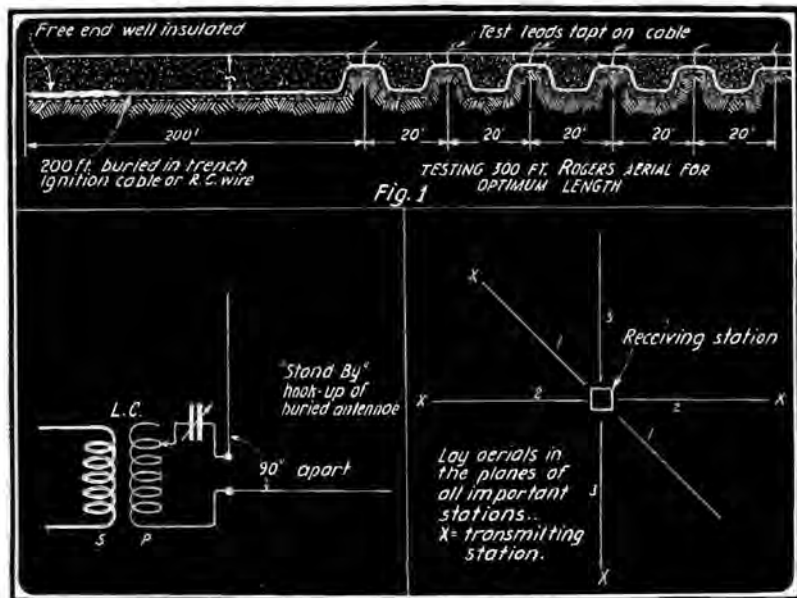 Free end well insulated
Test leads tapt on cable
3'
200'
20'
20'
20'
20'
20'
200 ft. buried in trench
ignition cable or R.C. wire
TESTING 300 FT. ROGERS AERIAL FOR
OPTIMUM LENGTH
Fig. 1
"Stand By"
hook-up of
buried antennae
L.C.
90° apart
S P
X
3
1
Receiving station
X
2
2
X
1
3
Lay aerials in
the planes of
all important
stations..
X= transmitting
station.
X